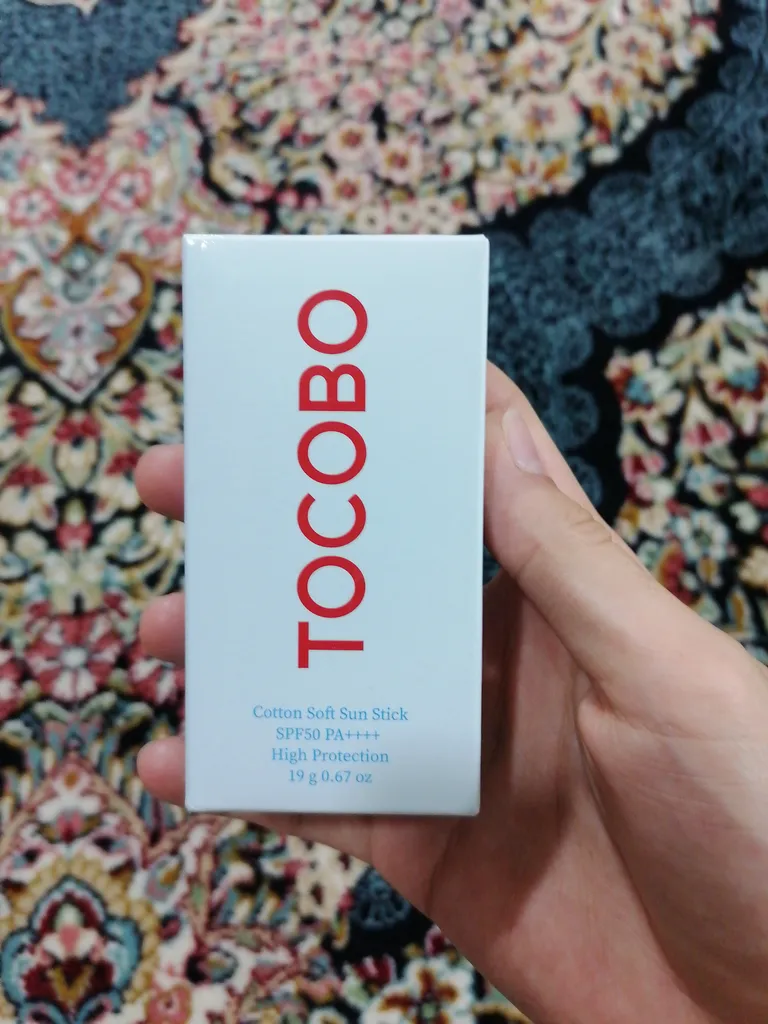 TOCOBO
Cotton Soft Sun Stick
SPF50 PA++++
High Protection
19 g 0.67 oz